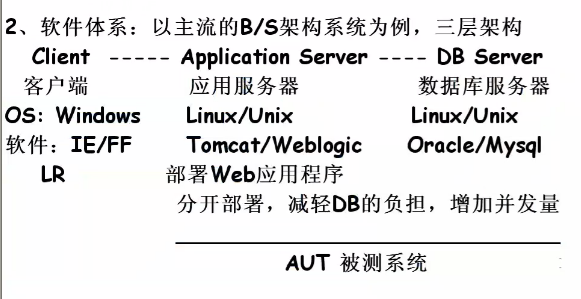 2、软件体系：以主流的B/S架构系统为例，三层架构
Client ----- Application Server ---- DB Server
客户端 应用服务器 数据库服务器
OS: Windows Linux/Unix Linux/Unix
软件：IE/FF Tomcat/Weblogic Oracle/Mysql
LR 部署Web应用程序
分开部署，减轻DB的负担，增加并发量
AUT 被测系统